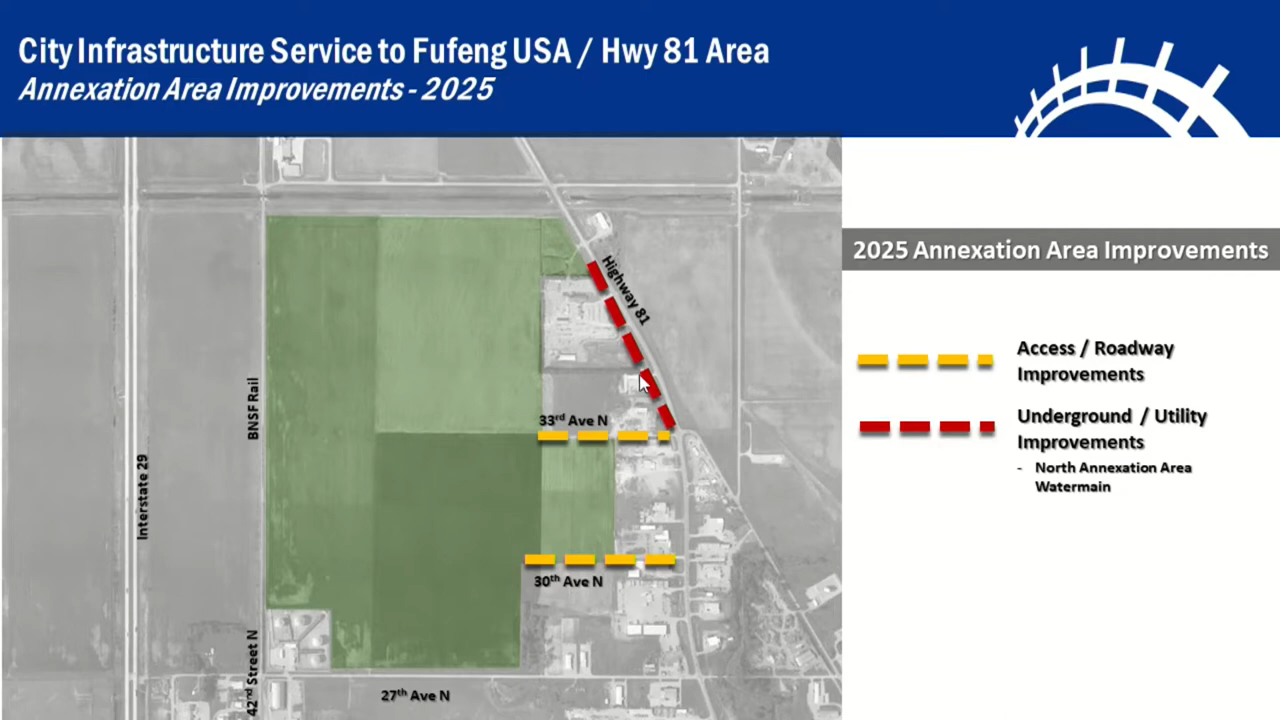 City Infrastructure Service to Fufeng USA / Hwy 81 Area
Annexation Area Improvements - 2025
2025 Annexation Area Improvements
Access / Roadway
Improvements
Underground / Utility
Improvements
- North Annexation Area
Watermain
Highway 81
BNSF Rail
33rd Ave N
Interstate 29
30th Ave N
42nd Street N
27th Ave N